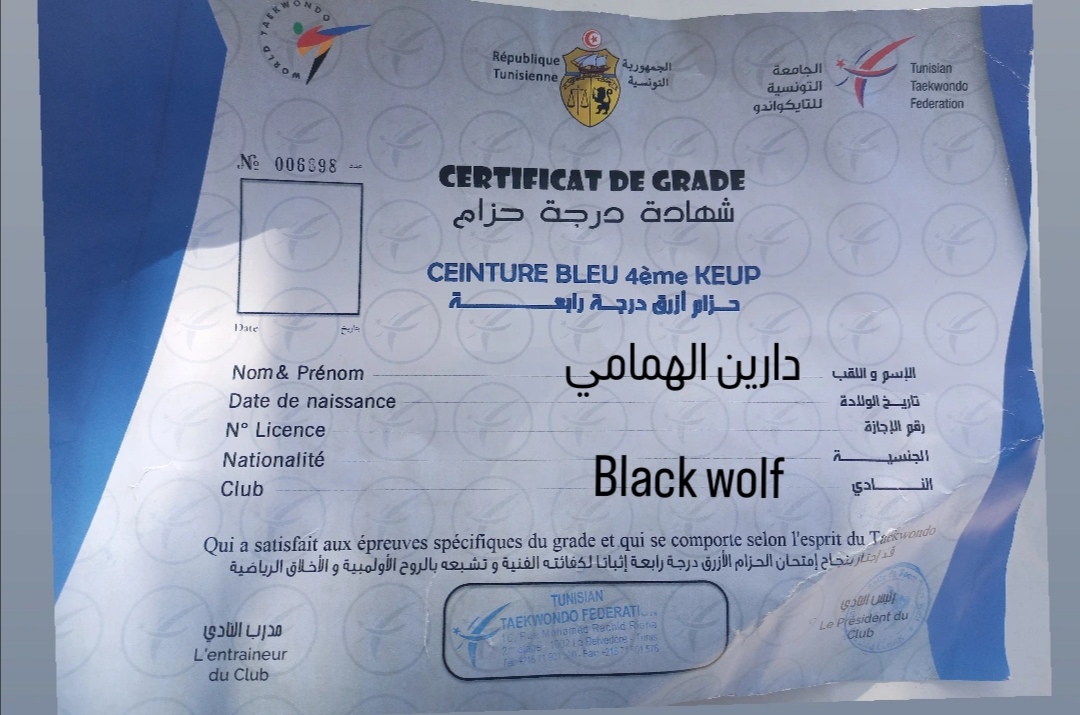 WORLD TAEKWONDO
République Tunisienne
الجمهورية التونسية
الجامعة التونسية للتايكواندو
Tunisian Taekwondo Federation
№ 006898 عدد
CERTIFICAT DE GRADE
شهادة درجة حزام
CEINTURE BLEU 4ème KEUP
حزام أزرق درجة رابعة
Date تاريخ
Nom & Prénom دارين الهمامي الإسم و اللقب
Date de naissance تاريخ الولادة
N° Licence رقم الإجازة
Nationalité الجنسية
Club Black wolf النادي
Qui a satisfait aux épreuves spécifiques du grade et qui se comporte selon l'esprit du Taekwondo
قد إجتاز بنجاح إمتحان الحزام الأزرق درجة رابعة إثباتا لكفائته الفنية و تشبعه بالروح الأولمبية و الأخلاق الرياضية
مدرب النادي
L'entraineur
du Club
TUNISIAN
TAEKWONDO FEDERATION
رئيس النادي
Le Président du
Club